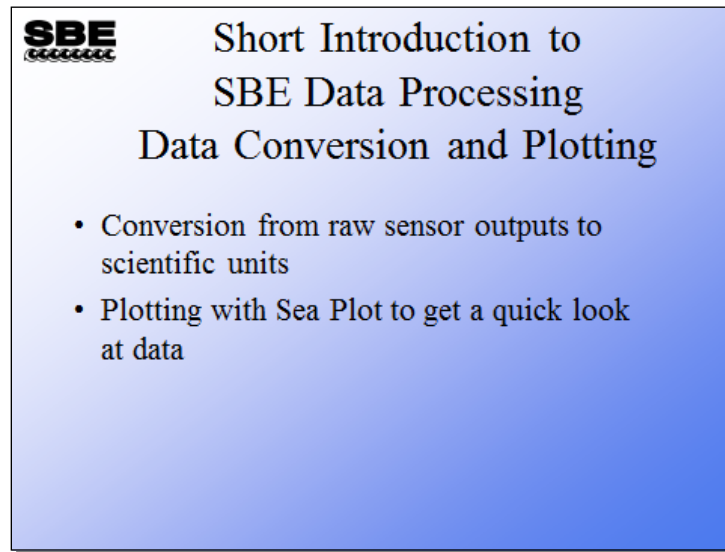 SBE
Short Introduction to
SBE Data Processing
Data Conversion and Plotting
• Conversion from raw sensor outputs to
scientific units
• Plotting with Sea Plot to get a quick look
at data